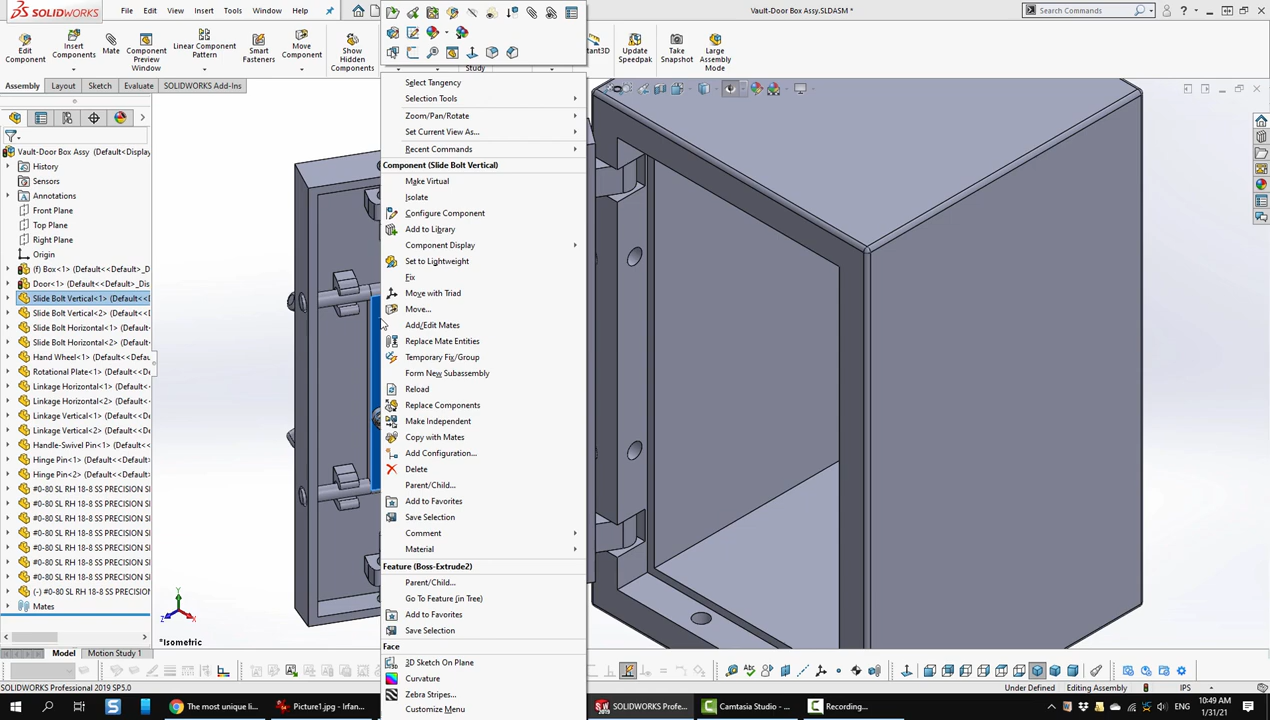 File Edit View Insert Tools Window Help
Vault-Door Box Assy.SLDASM *
Search Commands
?
Edit Component
Insert Components
Mate
Component Preview Window
Linear Component Pattern
Smart Fasteners
Move Component
Show Hidden Components
Study
Update Speedpak
Take Snapshot
Large Assembly Mode
Assembly Layout Sketch Evaluate SOLIDWORKS Add-Ins
Vault-Door Box Assy (Default<Display
History
Sensors
Annotations
Front Plane
Top Plane
Right Plane
Origin
(f) Box<1> (Default<<Default>_D
Door<1> (Default<<Default>_Dis
Slide Bolt Vertical<1> (Default<<D
Slide Bolt Vertical<2> (Default<<D
Slide Bolt Horizontal<1> (Default<
Slide Bolt Horizontal<2> (Default<
Hand Wheel<1> (Default<<Default
Rotational Plate<1> (Default<<Def
Linkage Horizontal<1> (Default<<
Linkage Horizontal<2> (Default<<
Linkage Vertical<1> (Default<<Def
Linkage Vertical<2> (Default<<Def
Handle-Swivel Pin<1> (Default<<D
Hinge Pin<1> (Default<<Default>_
Hinge Pin<2> (Default<<Default>_
#0-80 SL RH 18-8 SS PRECISION SI
#0-80 SL RH 18-8 SS PRECISION SI
#0-80 SL RH 18-8 SS PRECISION SI
#0-80 SL RH 18-8 SS PRECISION SI
#0-80 SL RH 18-8 SS PRECISION SI
#0-80 SL RH 18-8 SS PRECISION SI
#0-80 SL RH 18-8 SS PRECISION SI
(-) #0-80 SL RH 18-8 SS PRECISION
Mates
Select Tangency
Selection Tools
Zoom/Pan/Rotate
Set Current View As...
Recent Commands
Component (Slide Bolt Vertical)
Make Virtual
Isolate
Configure Component
Add to Library
Component Display
Set to Lightweight
Fix
Move with Triad
Move...
Add/Edit Mates
Replace Mate Entities
Temporary Fix/Group
Form New Subassembly
Reload
Replace Components
Make Independent
Copy with Mates
Add Configuration...
Delete
Parent/Child...
Add to Favorites
Save Selection
Comment
Material
Feature (Boss-Extrude2)
Parent/Child...
Go To Feature (in Tree)
Add to Favorites
Save Selection
Face
3D Sketch On Plane
Curvature
Zebra Stripes...
Customize Menu
Y
Z X
*Isometric
Model Motion Study 1
SOLIDWORKS Professional 2019 SP5.0
Under Defined Editing Assembly IPS
The most unique li...
Picture1.jpg - Irfan...
SOLIDWORKS Profe...
Camtasia Studio - ...
Recording...
ENG
10:49 AM
1/31/21